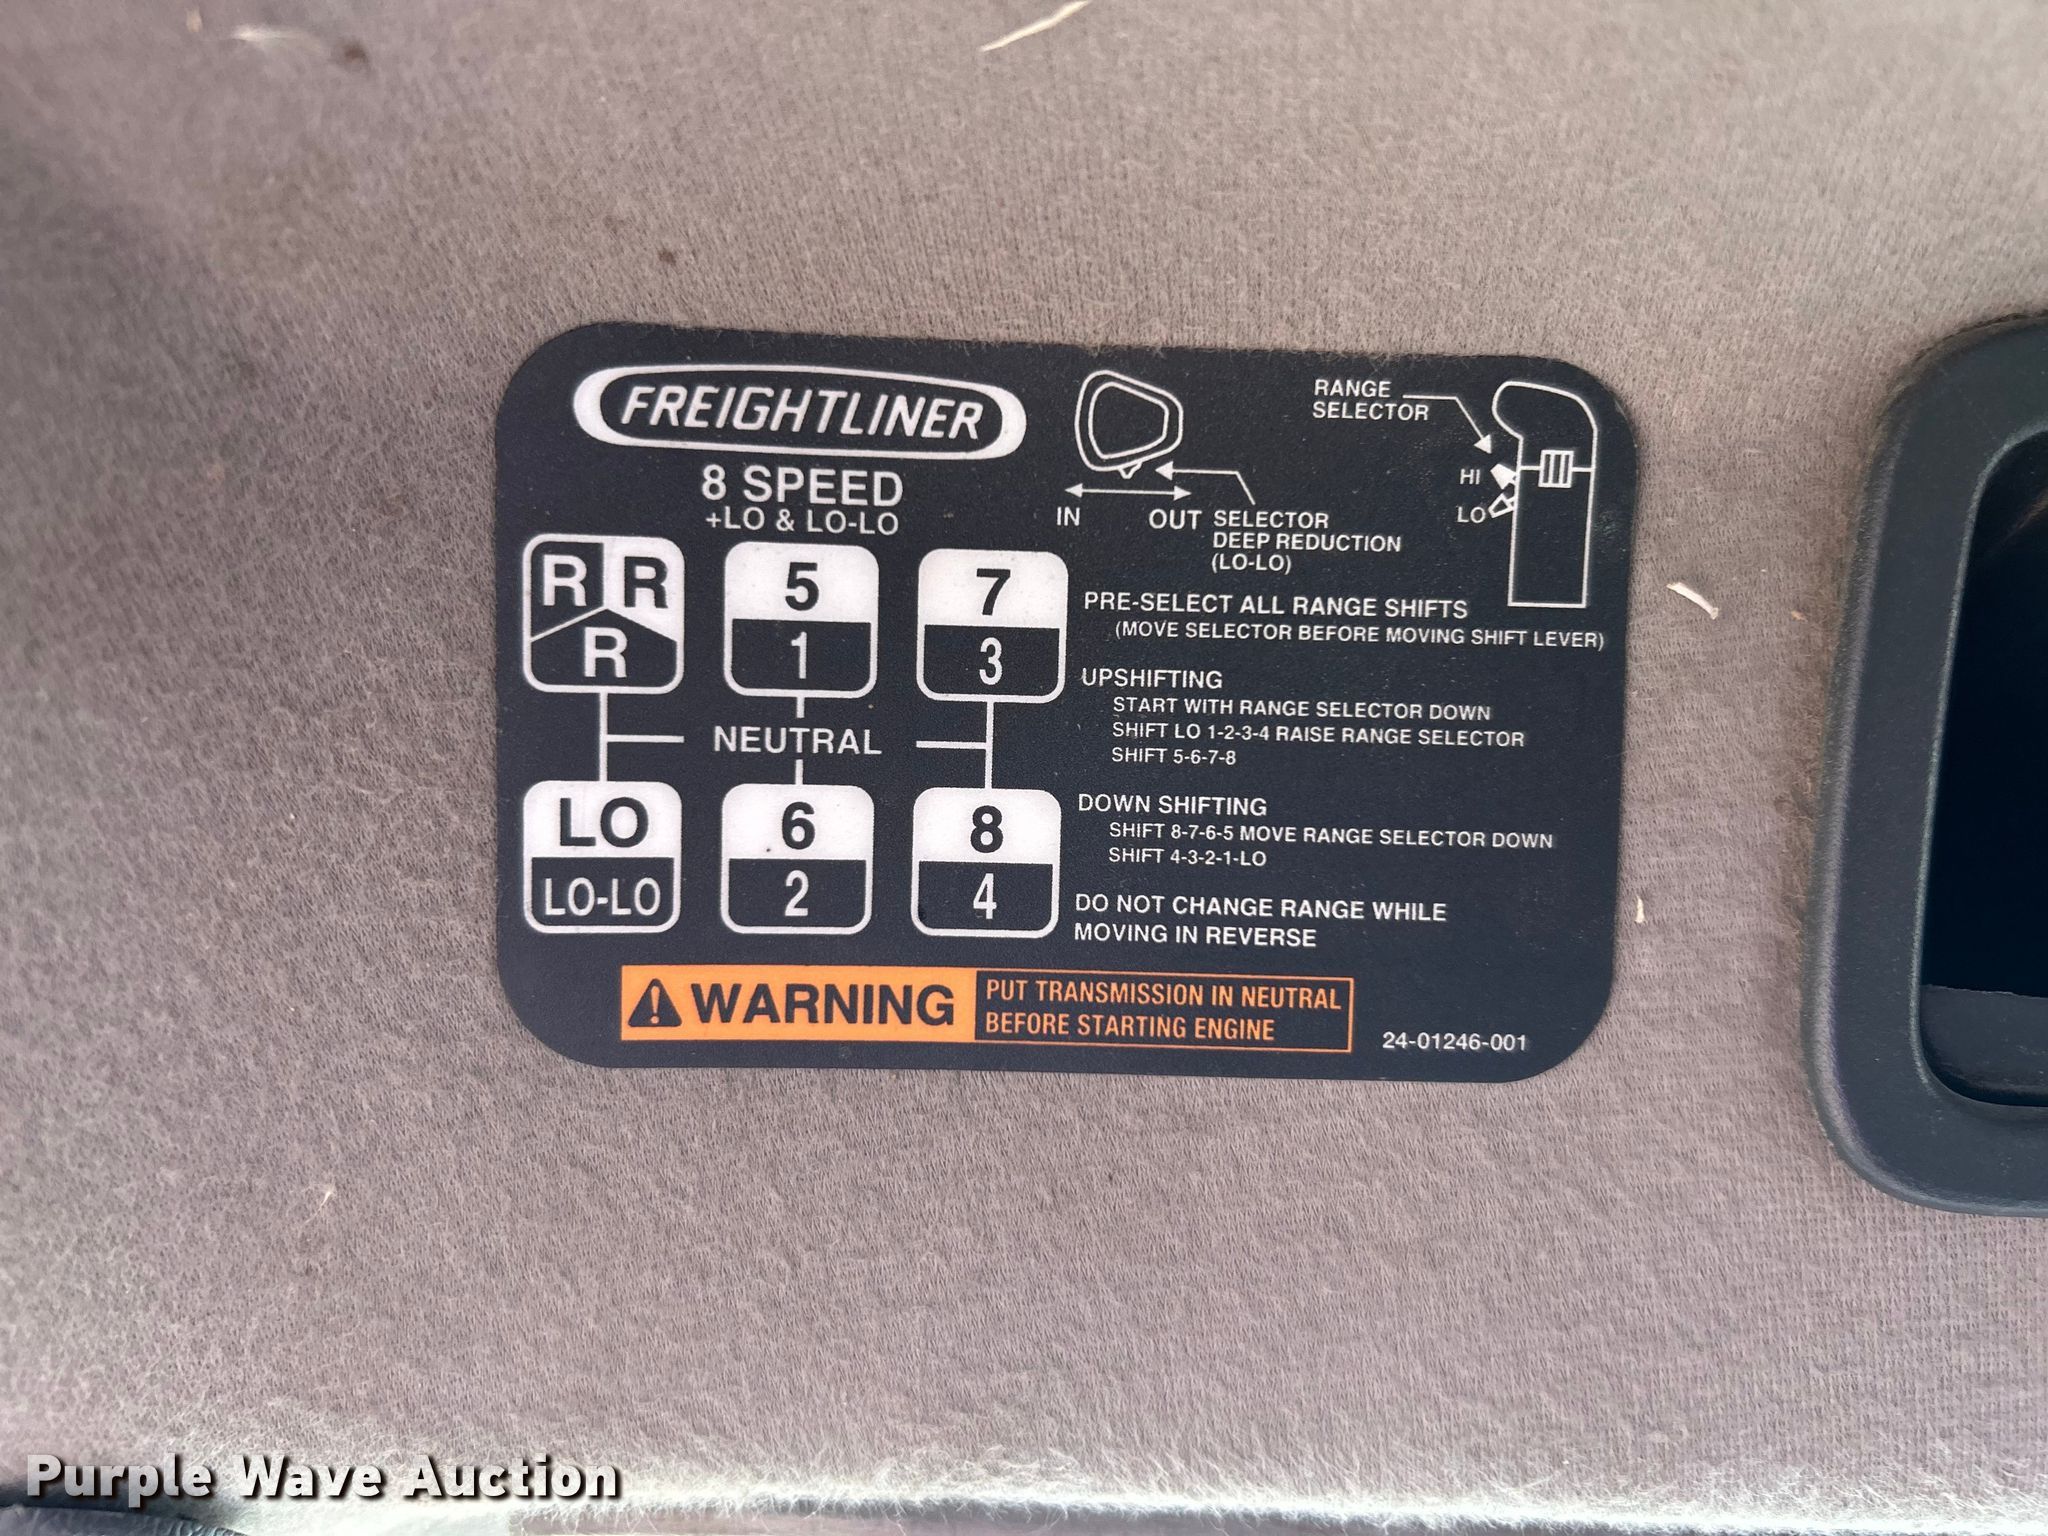 FREIGHTLINER
8 SPEED
+LO & LO-LO
R R
R
5
1
7
3
NEUTRAL
LO
LO-LO
6
2
8
4
IN OUT
SELECTOR
DEEP REDUCTION
(LO-LO)
RANGE
SELECTOR
HI
LO
PRE-SELECT ALL RANGE SHIFTS
(MOVE SELECTOR BEFORE MOVING SHIFT LEVER)
UPSHIFTING
START WITH RANGE SELECTOR DOWN
SHIFT LO 1-2-3-4 RAISE RANGE SELECTOR
SHIFT 5-6-7-8
DOWN SHIFTING
SHIFT 8-7-6-5 MOVE RANGE SELECTOR DOWN
SHIFT 4-3-2-1-LO
DO NOT CHANGE RANGE WHILE
MOVING IN REVERSE
WARNING
PUT TRANSMISSION IN NEUTRAL
BEFORE STARTING ENGINE
24-01246-001
Purple Wave Auction